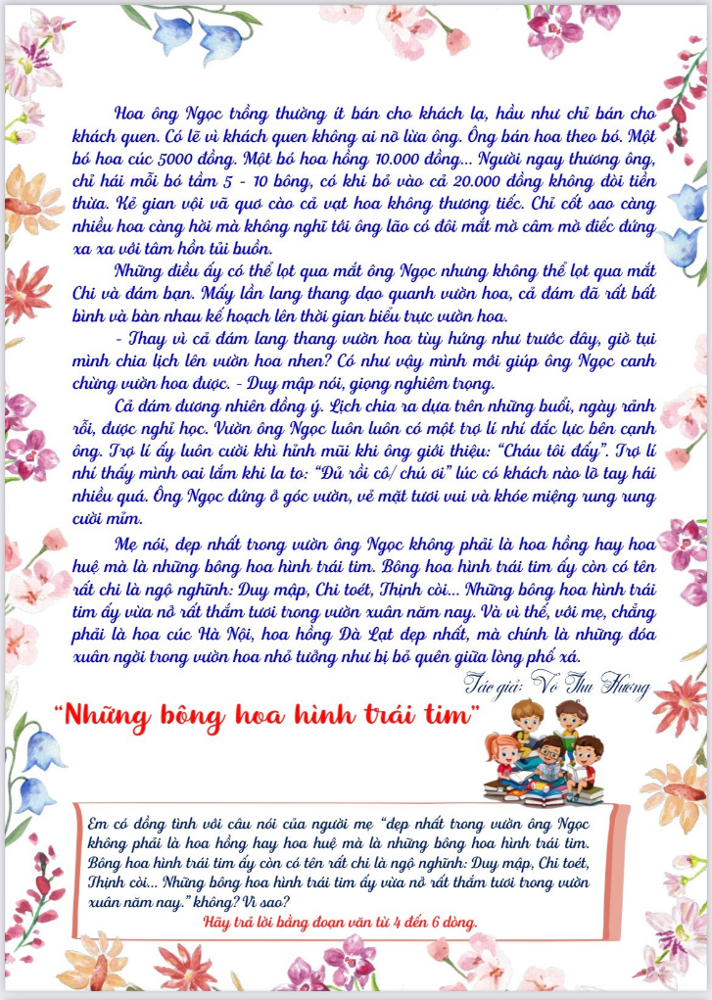 Hoa ông Ngọc trồng thường ít bán cho khách lạ, hầu như chỉ bán cho
khách quen. Có lẽ vì khách quen không ai nỡ lừa ông. Ông bán hoa theo bó. Một
bó hoa cúc 5000 đồng. Một bó hoa hồng 10.000 đồng... Người ngay thương ông,
chỉ hái mỗi bó tầm 5 - 10 bông, có khi bỏ vào cả 20.000 đồng không đòi tiền
thừa. Kẻ gian vội vã quơ cào cả vạt hoa không thương tiếc. Chỉ cốt sao càng
nhiều hoa càng hời mà không nghĩ tới ông lão có đôi mắt mờ câm mờ điếc đứng
xa xa với tâm hồn tủi buồn.
Những điều ấy có thể lọt qua mắt ông Ngọc nhưng không thể lọt qua mắt
Chi và đám bạn. Mấy lần lang thang dạo quanh vườn hoa, cả đám đã rất bất
bình và bàn nhau kế hoạch lên thời gian biểu trực vườn hoa.
- Thay vì cả đám lang thang vườn hoa tùy hứng như trước đây, giờ tụi
mình chia lịch lên vườn hoa nhen? Có như vậy mình mới giúp ông Ngọc canh
chừng vườn hoa được. - Duy mập nói, giọng nghiêm trọng.
Cả đám đương nhiên đồng ý. Lịch chia ra dựa trên những buổi, ngày rảnh
rỗi, được nghỉ học. Vườn ông Ngọc luôn luôn có một trợ lí nhí đắc lực bên cạnh
ông. Trợ lí ấy luôn cười khì hỉnh mũi khi ông giới thiệu: “Cháu tôi đấy”. Trợ lí
nhí thấy mình oai lắm khi la to: “Đủ rồi cô/ chú ơi” lúc có khách nào lỡ tay hái
nhiều quá. Ông Ngọc đứng ở góc vườn, vẻ mặt tươi vui và khóe miệng rung rung
cười mỉm.
Mẹ nói, đẹp nhất trong vườn ông Ngọc không phải là hoa hồng hay hoa
huệ mà là những bông hoa hình trái tim. Bông hoa hình trái tim ấy còn có tên
rất chi là ngộ nghĩnh: Duy mập, Chi toét, Thịnh còi... Những bông hoa hình trái
tim ấy vừa nở rất thắm tươi trong vườn xuân năm nay. Và vì thế, với mẹ, chẳng
phải là hoa cúc Hà Nội, hoa hồng Đà Lạt đẹp nhất, mà chính là những đóa
xuân ngời trong vườn hoa nhỏ tưởng như bị bỏ quên giữa lòng phố xá.
Tác giả: Võ Thu Hương
“Những bông hoa hình trái tim”
Em có đồng tình với câu nói của người mẹ “đẹp nhất trong vườn ông Ngọc
không phải là hoa hồng hay hoa huệ mà là những bông hoa hình trái tim.
Bông hoa hình trái tim ấy còn có tên rất chi là ngộ nghĩnh: Duy mập, Chi toét,
Thịnh còi... Những bông hoa hình trái tim ấy vừa nở rất thắm tươi trong vườn
xuân năm nay.” không? Vì sao?
Hãy trả lời bằng đoạn văn từ 4 đến 6 dòng.